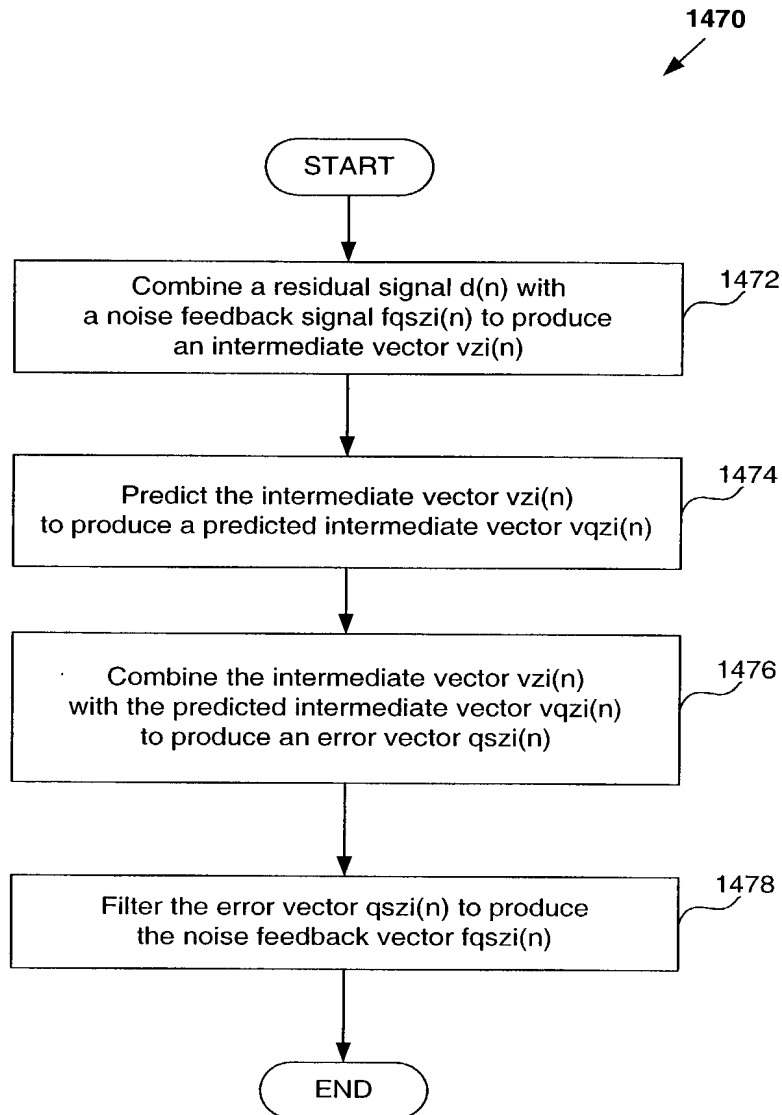 1470
START
Combine a residual signal d(n) with
a noise feedback signal fqszi(n) to produce
an intermediate vector vzi(n)
1472
Predict the intermediate vector vzi(n)
to produce a predicted intermediate vector vqzi(n)
1474
Combine the intermediate vector vzi(n)
with the predicted intermediate vector vqzi(n)
to produce an error vector qszi(n)
1476
Filter the error vector qszi(n) to produce
the noise feedback vector fqszi(n)
1478
END